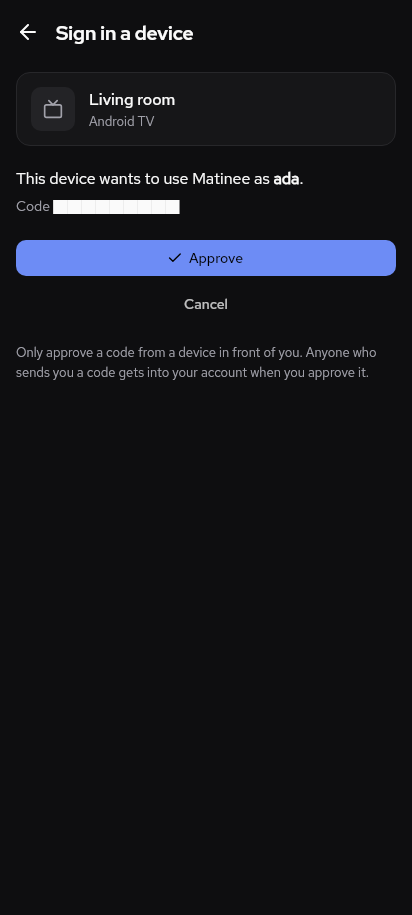 Sign in a device
Living room
Android TV
This device wants to use Matinee as ada.
Code
Approve
Cancel
Only approve a code from a device in front of you. Anyone who
sends you a code gets into your account when you approve it.